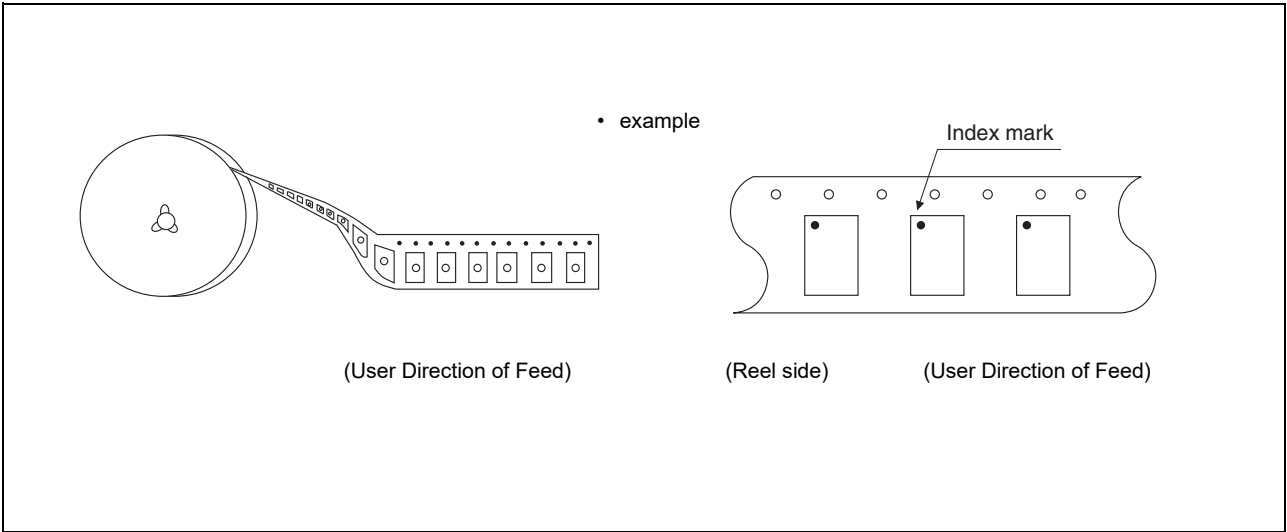 • example
Index mark
(User Direction of Feed)
(Reel side)
(User Direction of Feed)